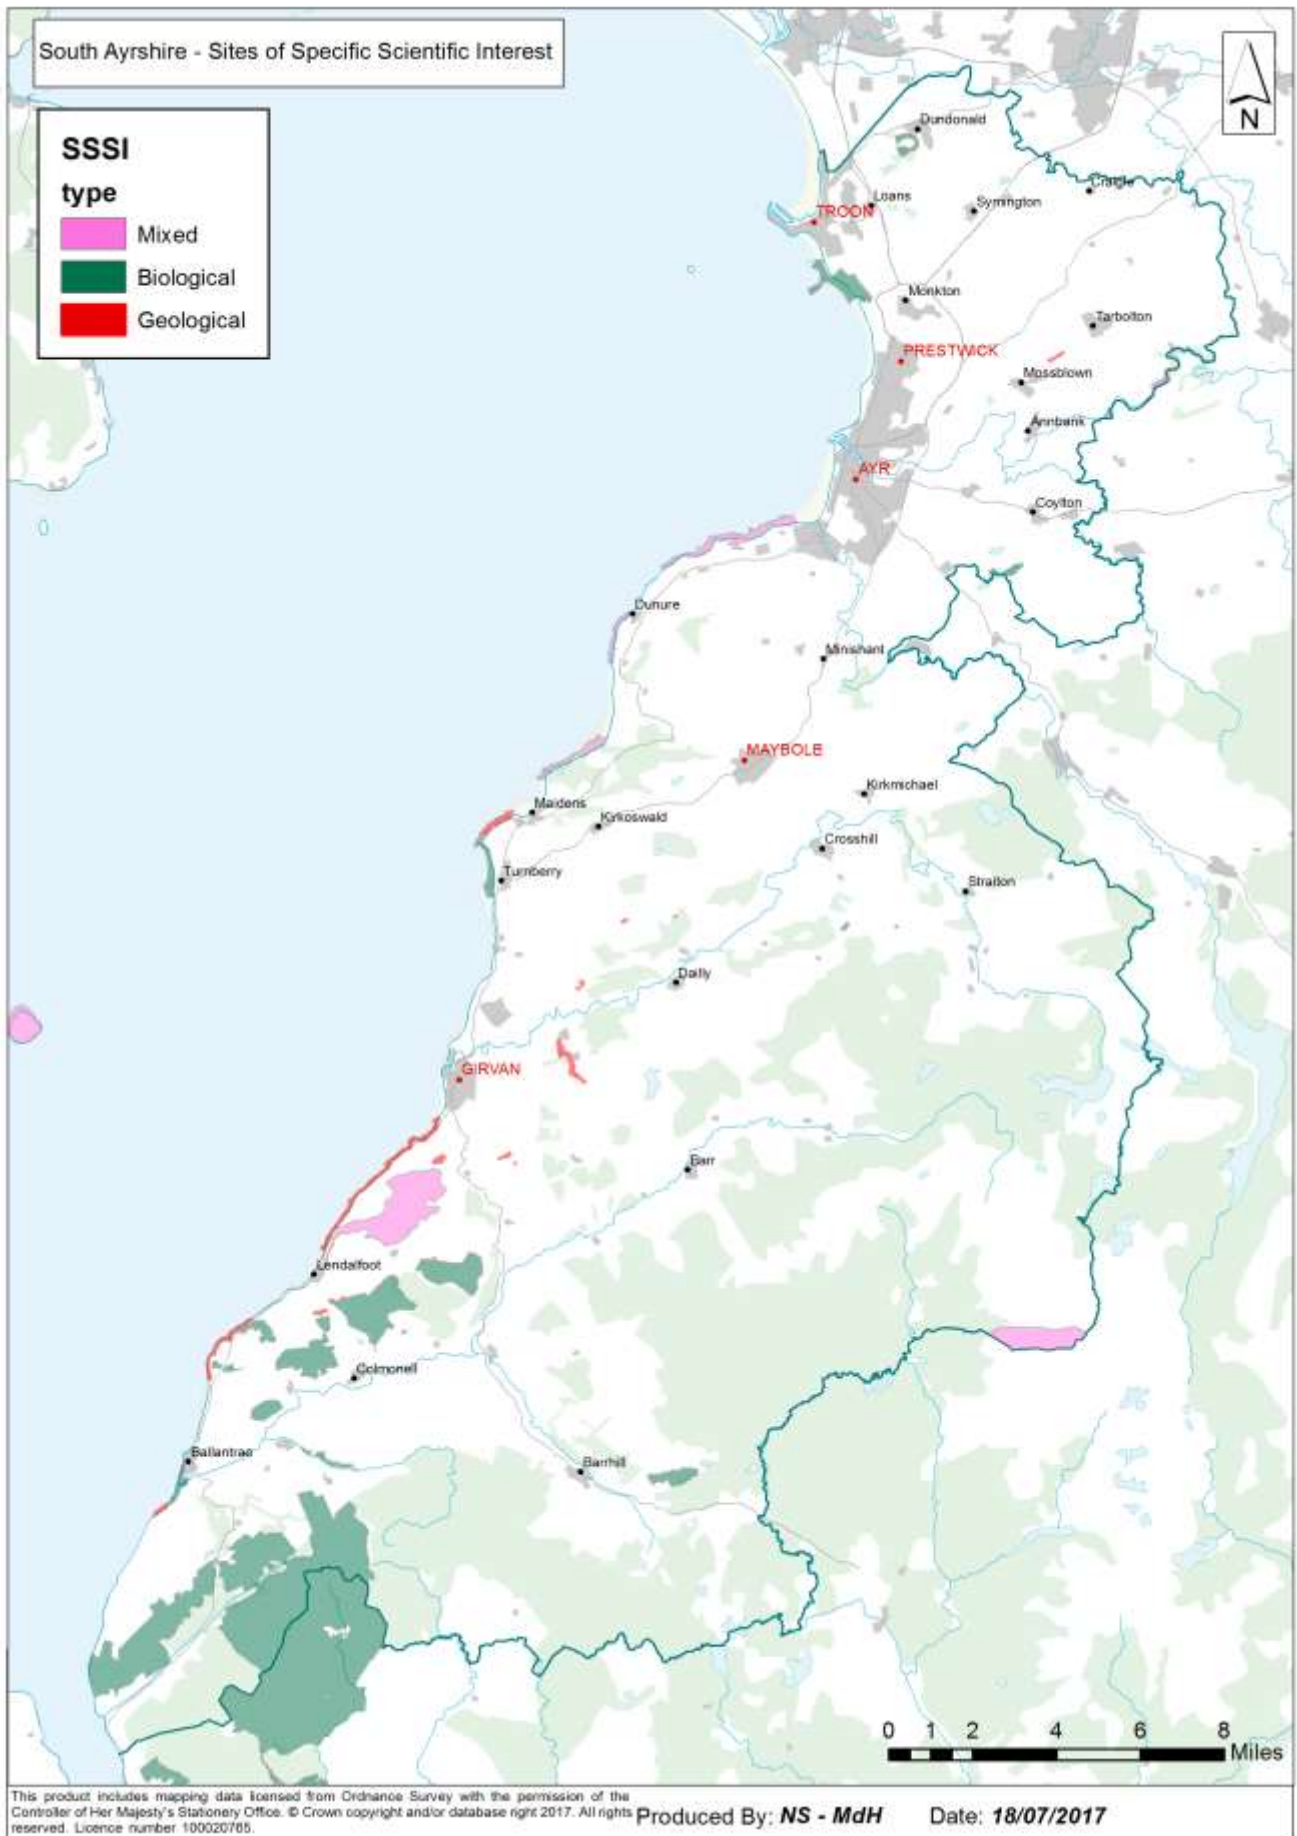 South Ayrshire - Sites of Specific Scientific Interest
N
SSSI
type
Mixed
Biological
Geological
Dundonald
Craigie
Loans
Symington
TROON
Monkton
Tarbolton
PRESTWICK
Mossblown
Annbank
AYR
Coylton
Dunure
Minishant
MAYBOLE
Kirkmichael
Maidens
Kirkoswald
Crosshill
Turnberry
Straiton
Dailly
GIRVAN
Barr
Lendalfoot
Colmonell
Ballantrae
Barrhill
0 1 2 4 6 8
Miles
This product includes mapping data licensed from Ordnance Survey with the permission of the
Controller of Her Majesty's Stationery Office. © Crown copyright and/or database right 2017. All rights
reserved. Licence number 100020765.
Produced By: NS - MdH Date: 18/07/2017